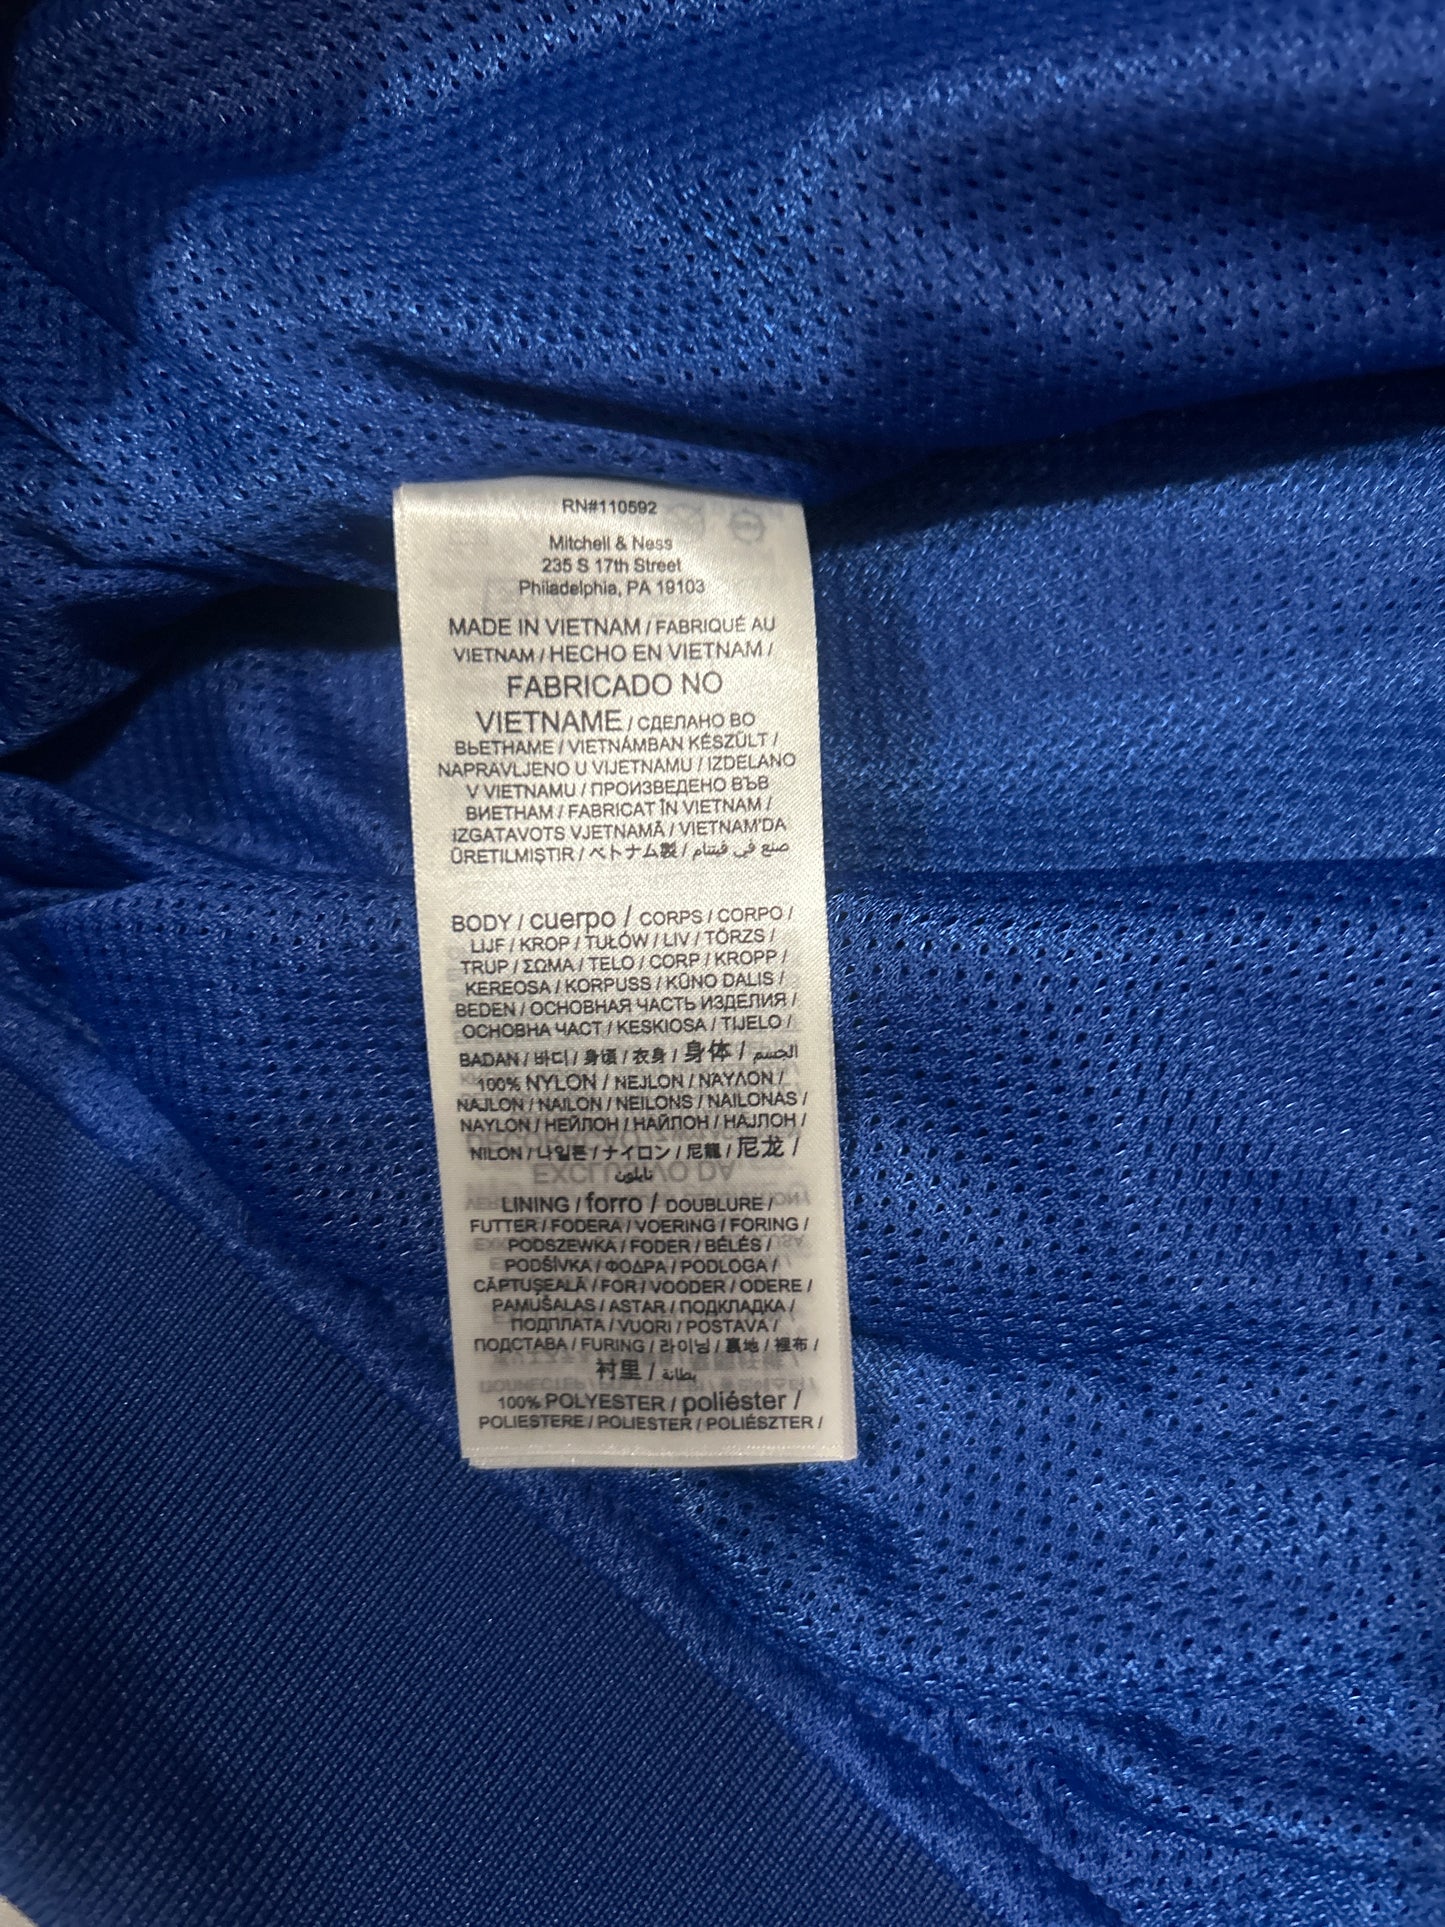 RN#110592
Mitchell & Ness
235 S 17th Street
Philadelphia, PA 19103
MADE IN VIETNAM / FABRIQUÉ AU
VIETNAM / HECHO EN VIETNAM /
FABRICADO NO
VIETNAME / СДЕЛАНО ВО
ВЬЕТНАМЕ / VIETNÁMBAN KÉSZÜLT /
NAPRAVLJENO U VIJETNAMU / IZDELANO
V VIETNAMU / ПРОИЗВЕДЕНО ВЪВ
ВИЕТНАМ / FABRICAT ÎN VIETNAM /
IZGATAVOTS VJETNAMĀ / VIETNAM'DA
ÜRETILMIŞTIR / ベトナム製 / صنع في فيتنام
BODY / cuerpo / CORPS / CORPO /
LIJF / KROP / TUŁÓW / LIV / TÖRZS /
TRUP / ΣΩΜΑ / TELO / CORP / KROPP /
KEREOSA / KORPUSS / KŪNO DALIS /
BEDEN / ОСНОВНАЯ ЧАСТЬ ИЗДЕЛИЯ /
ОСНОВНА ЧАСТ / KESKIOSA / TIJELO /
BADAN / 바디 / 身頃 / 衣身 / 身体 / الجسم
100% NYLON / NEJLON / ΝΑΥΛΟΝ /
NAJLON / NAILON / NEILONS / NAILONAS /
NAYLON / НЕЙЛОН / НАЙЛОН / НАЈЛОН /
NILON / 나일론 / ナイロン / 尼龍 / 尼龙 /
نايلون
LINING / forro / DOUBLURE /
FUTTER / FODERA / VOERING / FORING /
PODSZEWKA / FODER / BÉLÉS /
PODŠÍVKA / ΦΟΔΡΑ / PODLOGA /
CĂPTUŞEALĂ / FÓR / VOODER / ODERE /
PAMUŠALAS / ASTAR / ПОДКЛАДКА /
ПОДПЛАТА / VUORI / POSTAVA /
ПОДСТАВА / FURING / 라이닝 / 裏地 / 裡布 /
衬里 / بطانة
100% POLYESTER / poliéster /
POLIESTERE / POLIESTER / POLIÉSZTER /